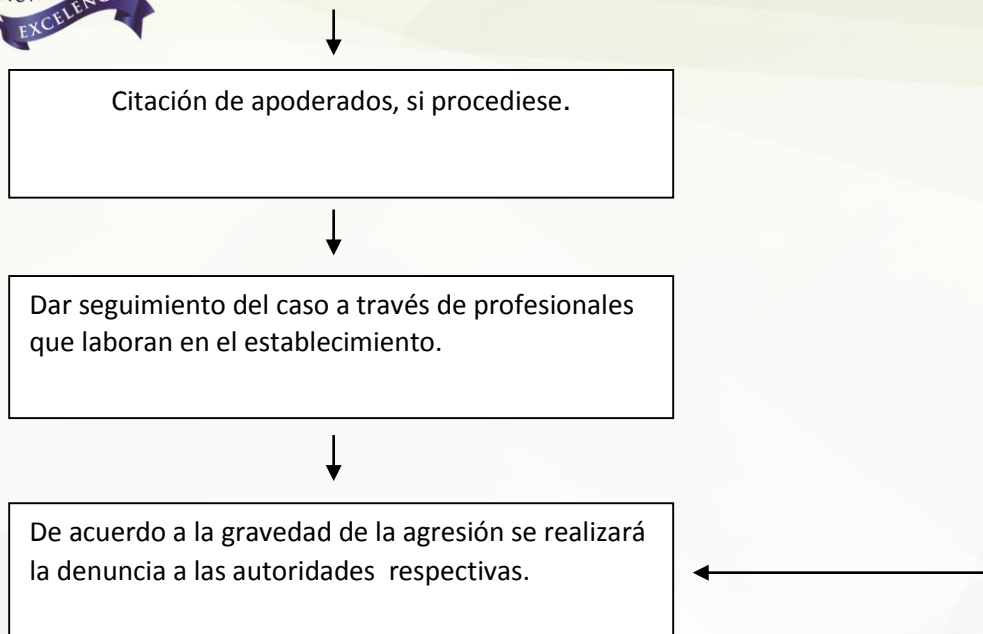 EXCELENC
Citación de apoderados, si procediese.
Dar seguimiento del caso a través de profesionales
que laboran en el establecimiento.
De acuerdo a la gravedad de la agresión se realizará
la denuncia a las autoridades respectivas.